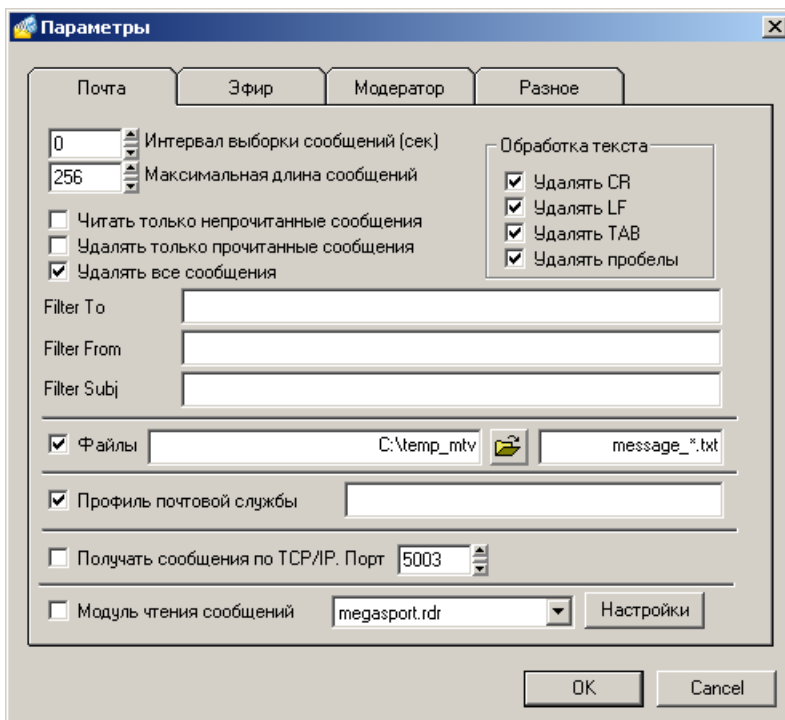 Параметры
Почта Эфир Модератор Разное
0 Интервал выборки сообщений (сек)
256 Максимальная длина сообщений
Читать только непрочитанные сообщения
Удалять только прочитанные сообщения
Удалять все сообщения
Обработка текста
Удалять CR
Удалять LF
Удалять TAB
Удалять пробелы
Filter To
Filter From
Filter Subj
Файлы C:\temp_mtv message_*.txt
Профиль почтовой службы
Получать сообщения по TCP/IP. Порт 5003
Модуль чтения сообщений megasport.rdr Настройки
OK Cancel